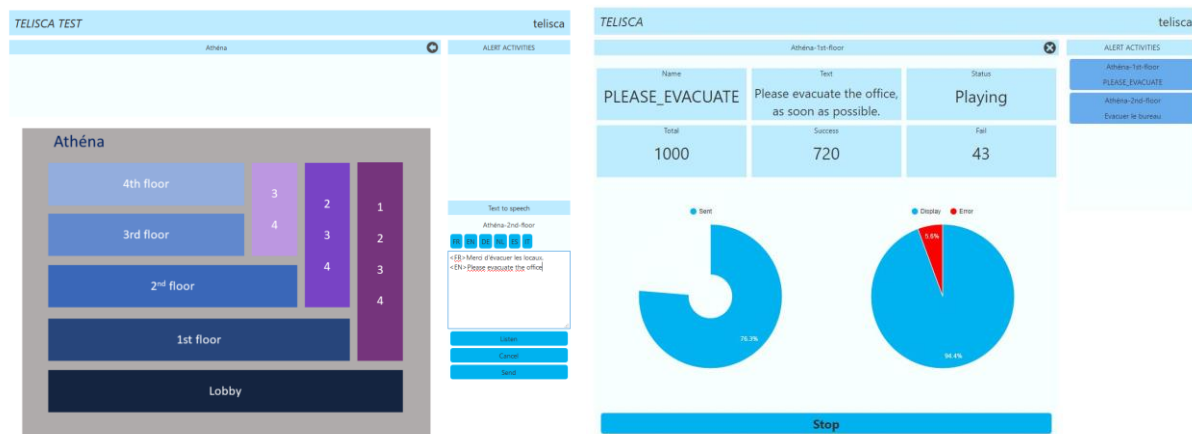 TELISCA TEST
telisca
Athéna
ALERT ACTIVITIES
Athéna
4th floor
3rd floor
2nd floor
1st floor
Lobby
3
4
2
3
4
1
2
3
4
Text to speech
Athéna-2nd-floor
FR EN DE NL ES IT
<FR>Merci d'évacuer les locaux.
<EN>Please evacuate the office
Listen
Cancel
Send
TELISCA
telisca
Athéna-1st-floor
ALERT ACTIVITIES
Name
PLEASE_EVACUATE
Text
Please evacuate the office,
as soon as possible.
Status
Playing
Total
1000
Success
720
Fail
43
Athéna-1st-floor
PLEASE_EVACUATE
Athéna-2nd-floor
Evacuer le bureau
Sent
76.3%
Display Error
5.6%
94.4%
Stop